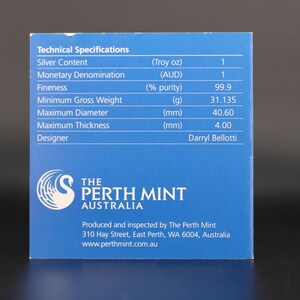 Technical Specifications
Silver Content (Troy oz) 1
Monetary Denomination (AUD) 1
Fineness (% purity) 99.9
Minimum Gross Weight (g) 31.135
Maximum Diameter (mm) 40.60
Maximum Thickness (mm) 4.00
Designer Darryl Bellotti
THE
PERTH MINT
AUSTRALIA
Produced and inspected by The Perth Mint
310 Hay Street, East Perth, WA 6004, Australia
www.perthmint.com.au